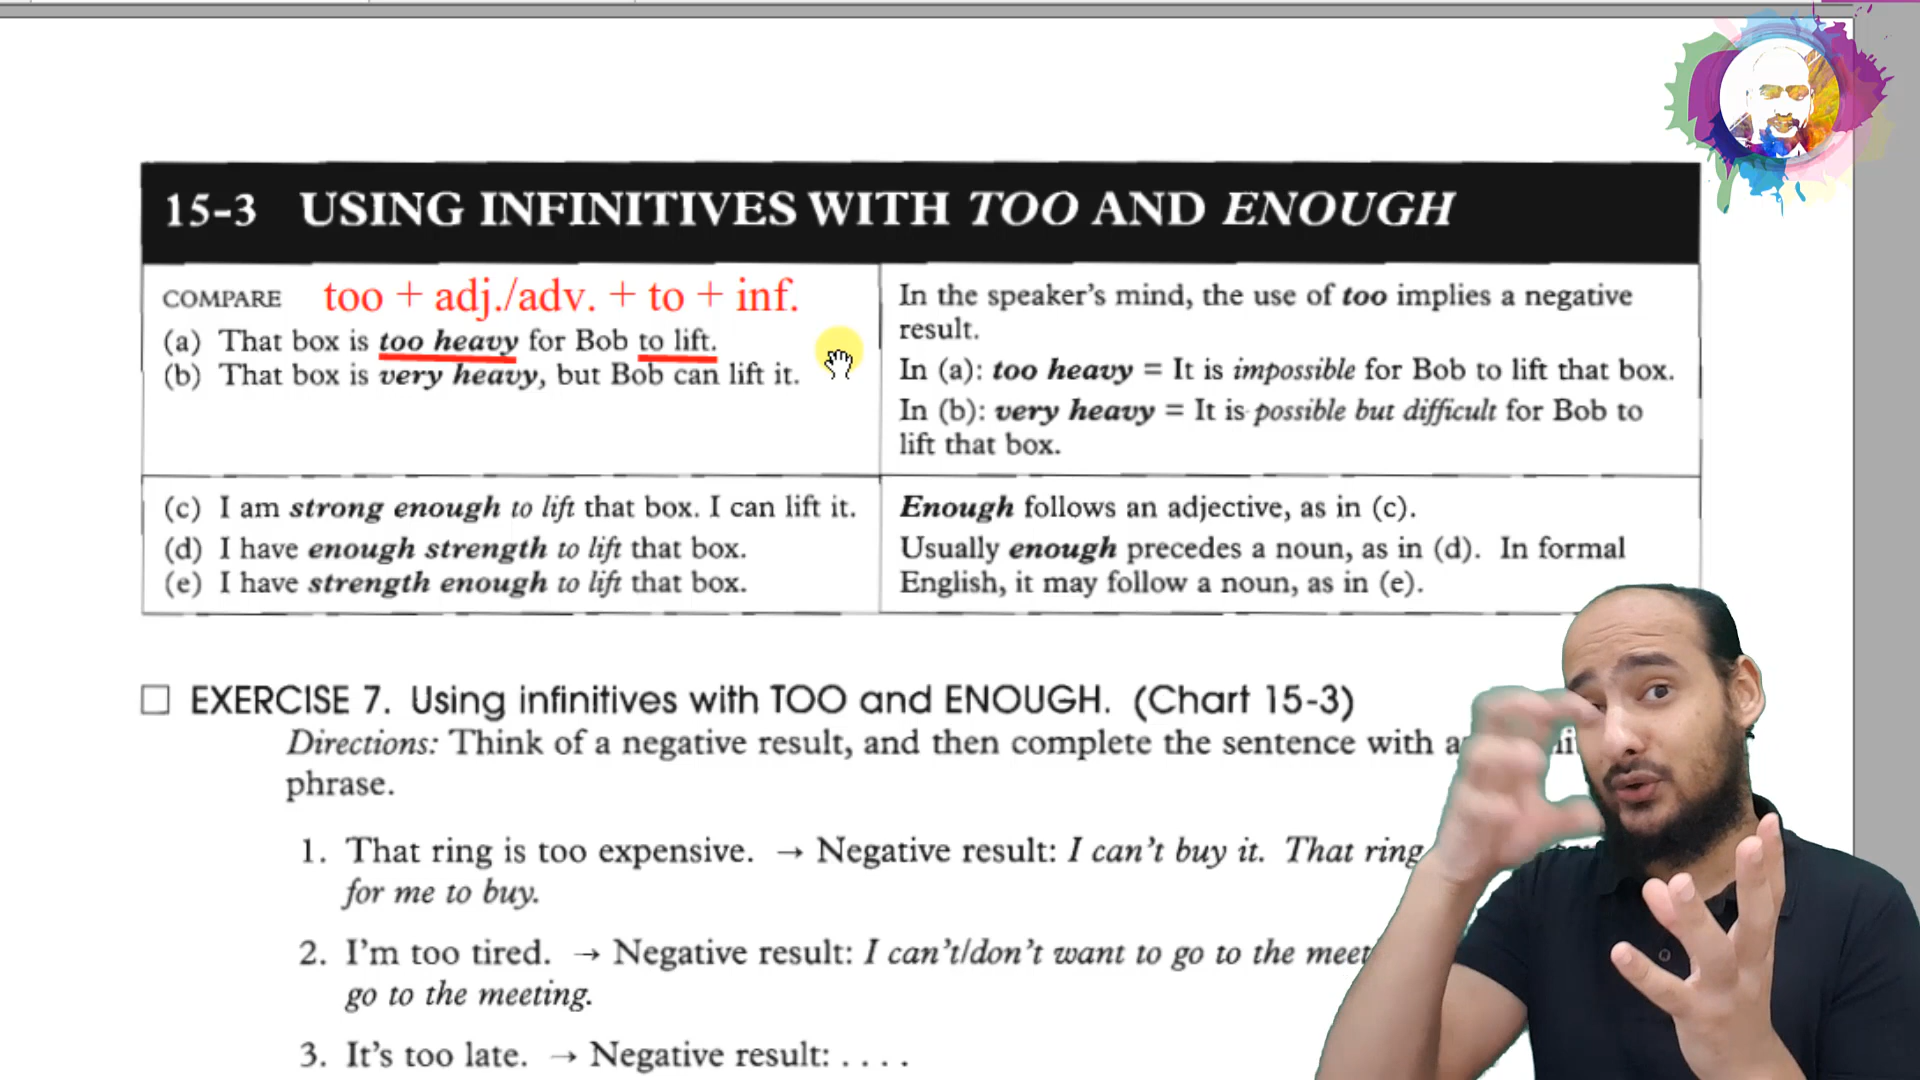 15-3 USING INFINITIVES WITH TOO AND ENOUGH
COMPARE too + adj./adv. + to + inf.
(a) That box is too heavy for Bob to lift.
(b) That box is very heavy, but Bob can lift it.
In the speaker's mind, the use of too implies a negative
result.
In (a): too heavy = It is impossible for Bob to lift that box.
In (b): very heavy = It is possible but difficult for Bob to
lift that box.
(c) I am strong enough to lift that box. I can lift it.
(d) I have enough strength to lift that box.
(e) I have strength enough to lift that box.
Enough follows an adjective, as in (c).
Usually enough precedes a noun, as in (d). In formal
English, it may follow a noun, as in (e).
EXERCISE 7. Using infinitives with TOO and ENOUGH. (Chart 15-3)
Directions: Think of a negative result, and then complete the sentence with
phrase.
1. That ring is too expensive. → Negative result: I can't buy it. That ring
for me to buy.
2. I'm too tired. → Negative result: I can't/don't want to go to the
go to the meeting.
3. It's too late. → Negative result: . . . .